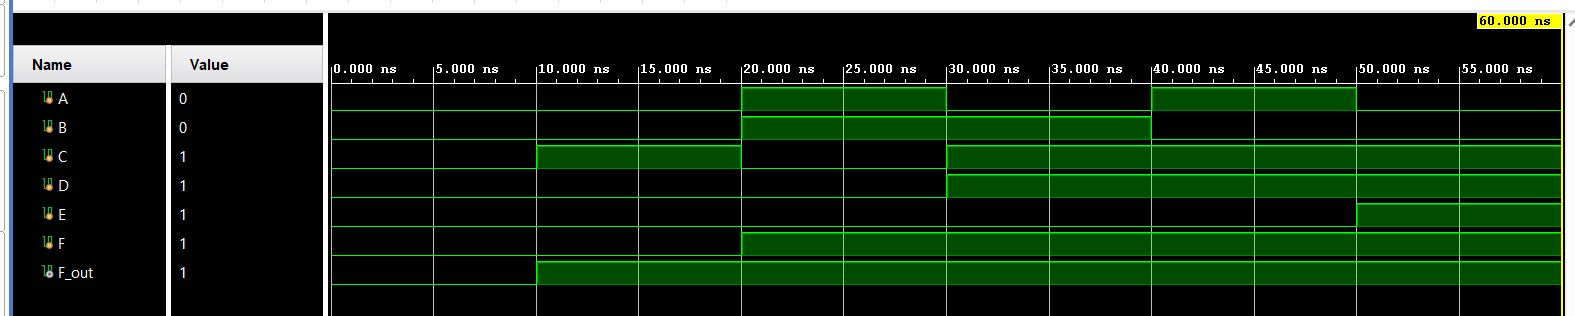 60.000 ns
Name Value
0.000 ns 5.000 ns 10.000 ns 15.000 ns 20.000 ns 25.000 ns 30.000 ns 35.000 ns 40.000 ns 45.000 ns 50.000 ns 55.000 ns
A 0
B 0
C 1
D 1
E 1
F 1
F_out 1